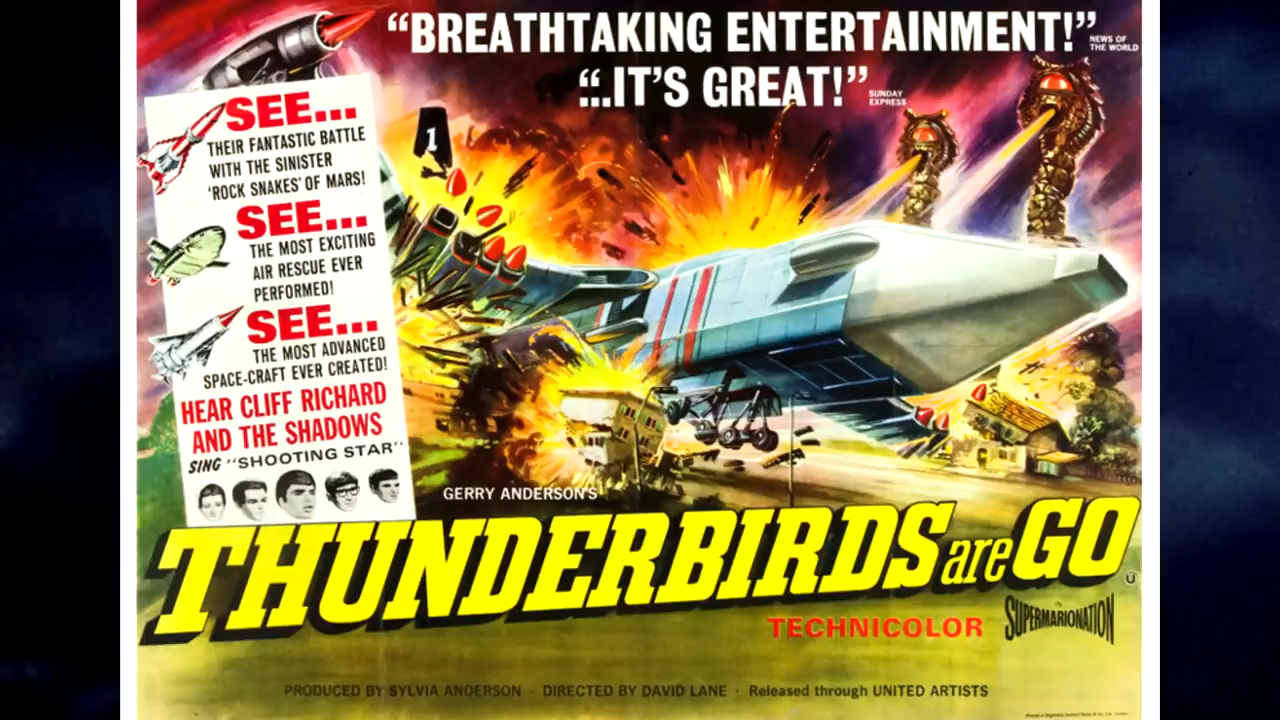 "BREATHTAKING ENTERTAINMENT!"
NEWS OF
THE WORLD
"...IT'S GREAT!"
SUNDAY
EXPRESS
1
SEE...
THEIR FANTASTIC BATTLE
WITH THE SINISTER
'ROCK SNAKES' OF MARS!
SEE...
THE MOST EXCITING
AIR RESCUE EVER
PERFORMED!
SEE...
THE MOST ADVANCED
SPACE-CRAFT EVER CREATED!
HEAR CLIFF RICHARD
AND THE SHADOWS
SING "SHOOTING STAR"
GERRY ANDERSON'S
THUNDERBIRDS are GO
U
TECHNICOLOR
SUPERMARIONATION
PRODUCED BY SYLVIA ANDERSON - DIRECTED BY DAVID LANE · Released through UNITED ARTISTS